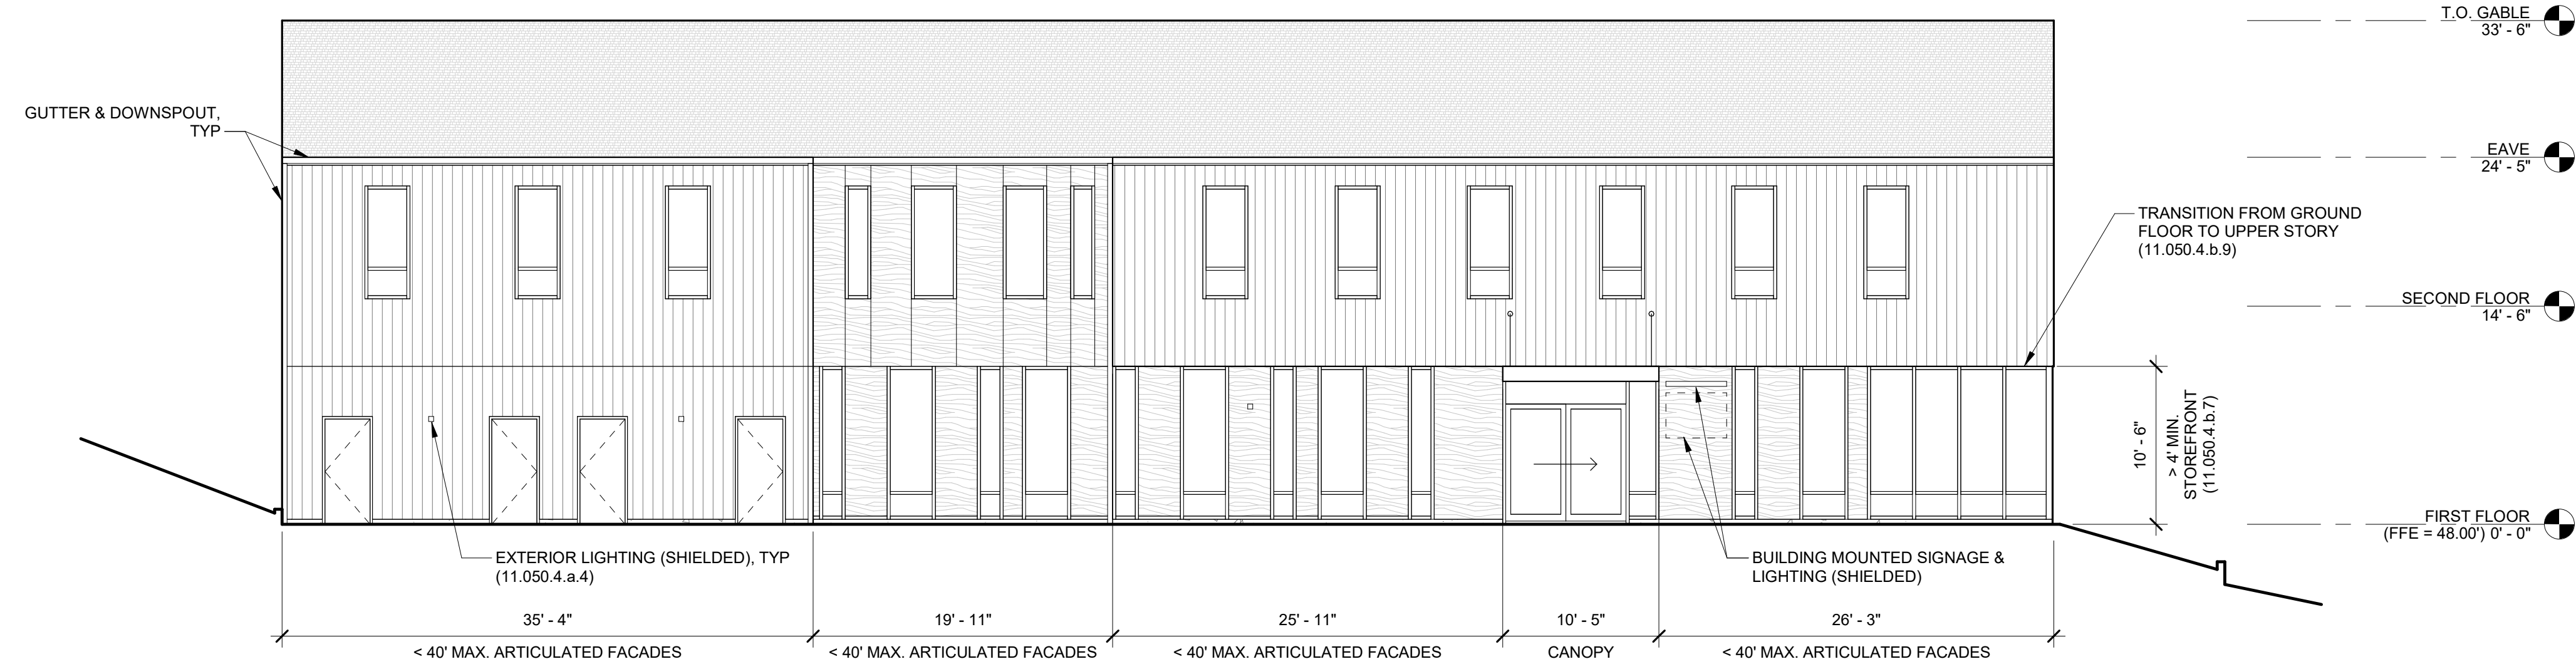 T.O. GABLE
33' - 6"
GUTTER & DOWNSPOUT,
TYP
EAVE
24' - 5"
TRANSITION FROM GROUND
FLOOR TO UPPER STORY
(11.050.4.b.9)
SECOND FLOOR
14' - 6"
10' - 6"
> 4' MIN.
STOREFRONT
(11.050.4.b.7)
FIRST FLOOR
(FFE = 48.00') 0' - 0"
EXTERIOR LIGHTING (SHIELDED), TYP
(11.050.4.a.4)
BUILDING MOUNTED SIGNAGE &
LIGHTING (SHIELDED)
35' - 4"
19' - 11"
25' - 11"
10' - 5"
26' - 3"
< 40' MAX. ARTICULATED FACADES
< 40' MAX. ARTICULATED FACADES
< 40' MAX. ARTICULATED FACADES
CANOPY
< 40' MAX. ARTICULATED FACADES